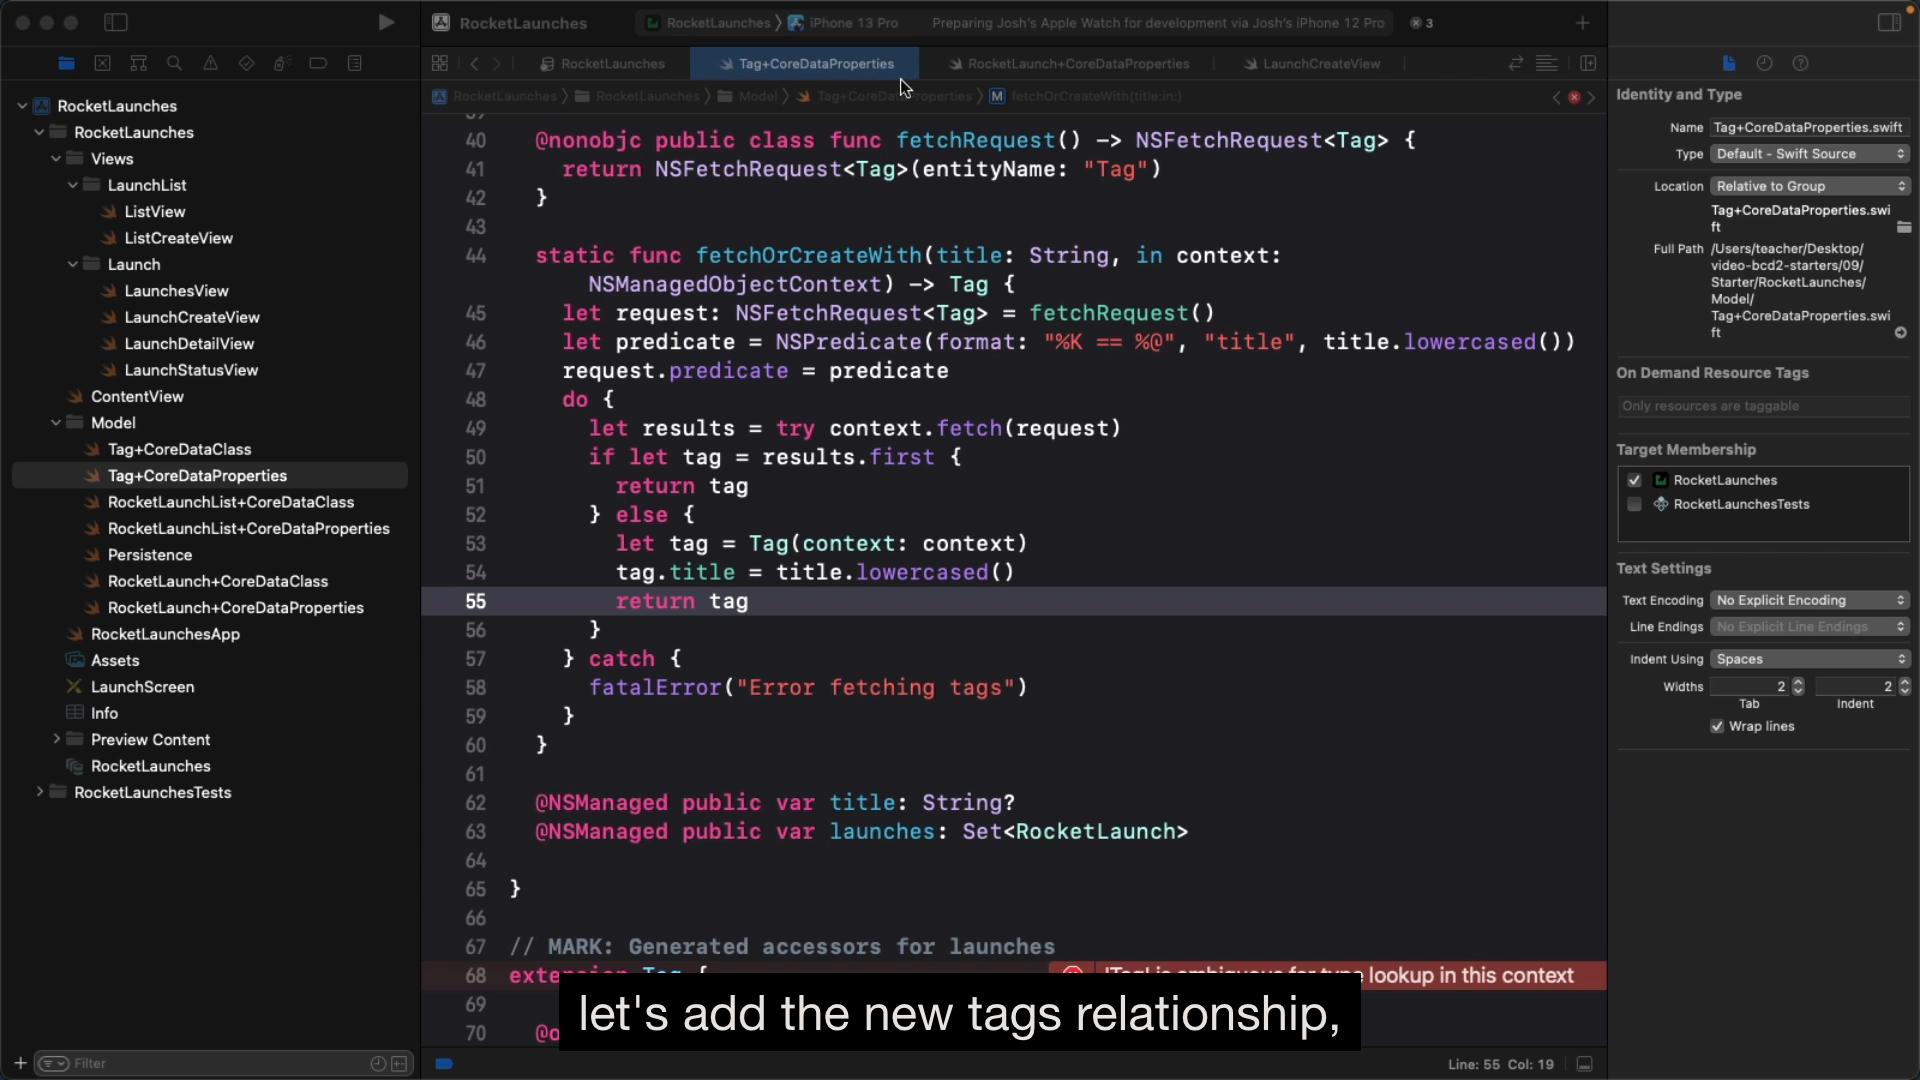 RocketLaunches
RocketLaunches
iPhone 13 Pro
Preparing Josh's Apple Watch for development via Josh's iPhone 12 Pro
3
RocketLaunches
Tag+CoreDataProperties
RocketLaunch+CoreDataProperties
LaunchCreateView
RocketLaunches
RocketLaunches
Model
M
fetchOrCreateWith(title:in:)
RocketLaunches
RocketLaunches
Views
LaunchList
ListView
ListCreateView
Launch
LaunchesView
LaunchCreateView
LaunchDetailView
LaunchStatusView
ContentView
Model
Tag+CoreDataClass
Tag+CoreDataProperties
RocketLaunchList+CoreDataClass
RocketLaunchList+CoreDataProperties
Persistence
RocketLaunch+CoreDataClass
RocketLaunch+CoreDataProperties
RocketLaunchesApp
Assets
LaunchScreen
Info
Preview Content
RocketLaunches
RocketLaunchesTests
Filter
40 @nonobjc public class func fetchRequest() -> NSFetchRequest<Tag> {
41 return NSFetchRequest<Tag>(entityName: "Tag")
42 }
43
44 static func fetchOrCreateWith(title: String, in context:
NSManagedObjectContext) -> Tag {
45 let request: NSFetchRequest<Tag> = fetchRequest()
46 let predicate = NSPredicate(format: "%K == %@", "title", title.lowercased())
47 request.predicate = predicate
48 do {
49 let results = try context.fetch(request)
50 if let tag = results.first {
51 return tag
52 } else {
53 let tag = Tag(context: context)
54 tag.title = title.lowercased()
55 return tag
56 }
57 } catch {
58 fatalError("Error fetching tags")
59 }
60 }
61
62 @NSManaged public var title: String?
63 @NSManaged public var launches: Set<RocketLaunch>
64
65 }
66
67 // MARK: Generated accessors for launches
68
lookup in this context
69
70
let's add the new tags relationship,
Line: 55 Col: 19
Identity and Type
Name Tag+CoreDataProperties.swift
Type Default - Swift Source
Location Relative to Group
Tag+CoreDataProperties.swi
ft
Full Path /Users/teacher/Desktop/
video-bcd2-starters/09/
Starter/RocketLaunches/
Model/
Tag+CoreDataProperties.swi
ft
On Demand Resource Tags
Only resources are taggable
Target Membership
RocketLaunches
RocketLaunchesTests
Text Settings
Text Encoding No Explicit Encoding
Line Endings No Explicit Line Endings
Indent Using Spaces
Widths 2 2
Tab Indent
Wrap lines